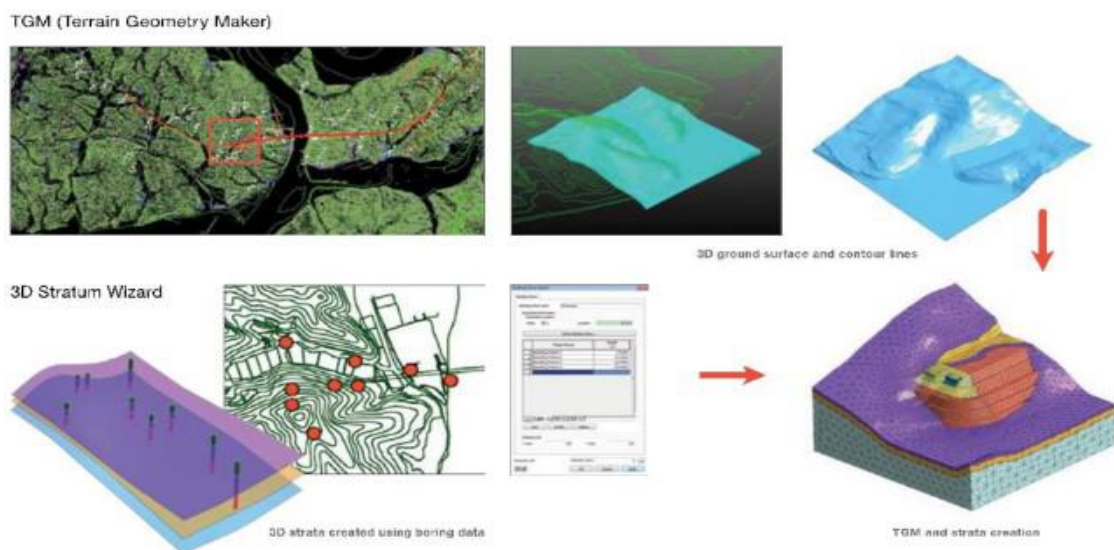 TGM (Terrain Geometry Maker)
3D ground surface and contour lines
3D Stratum Wizard
3D strata created using boring data
TGM and strata creation